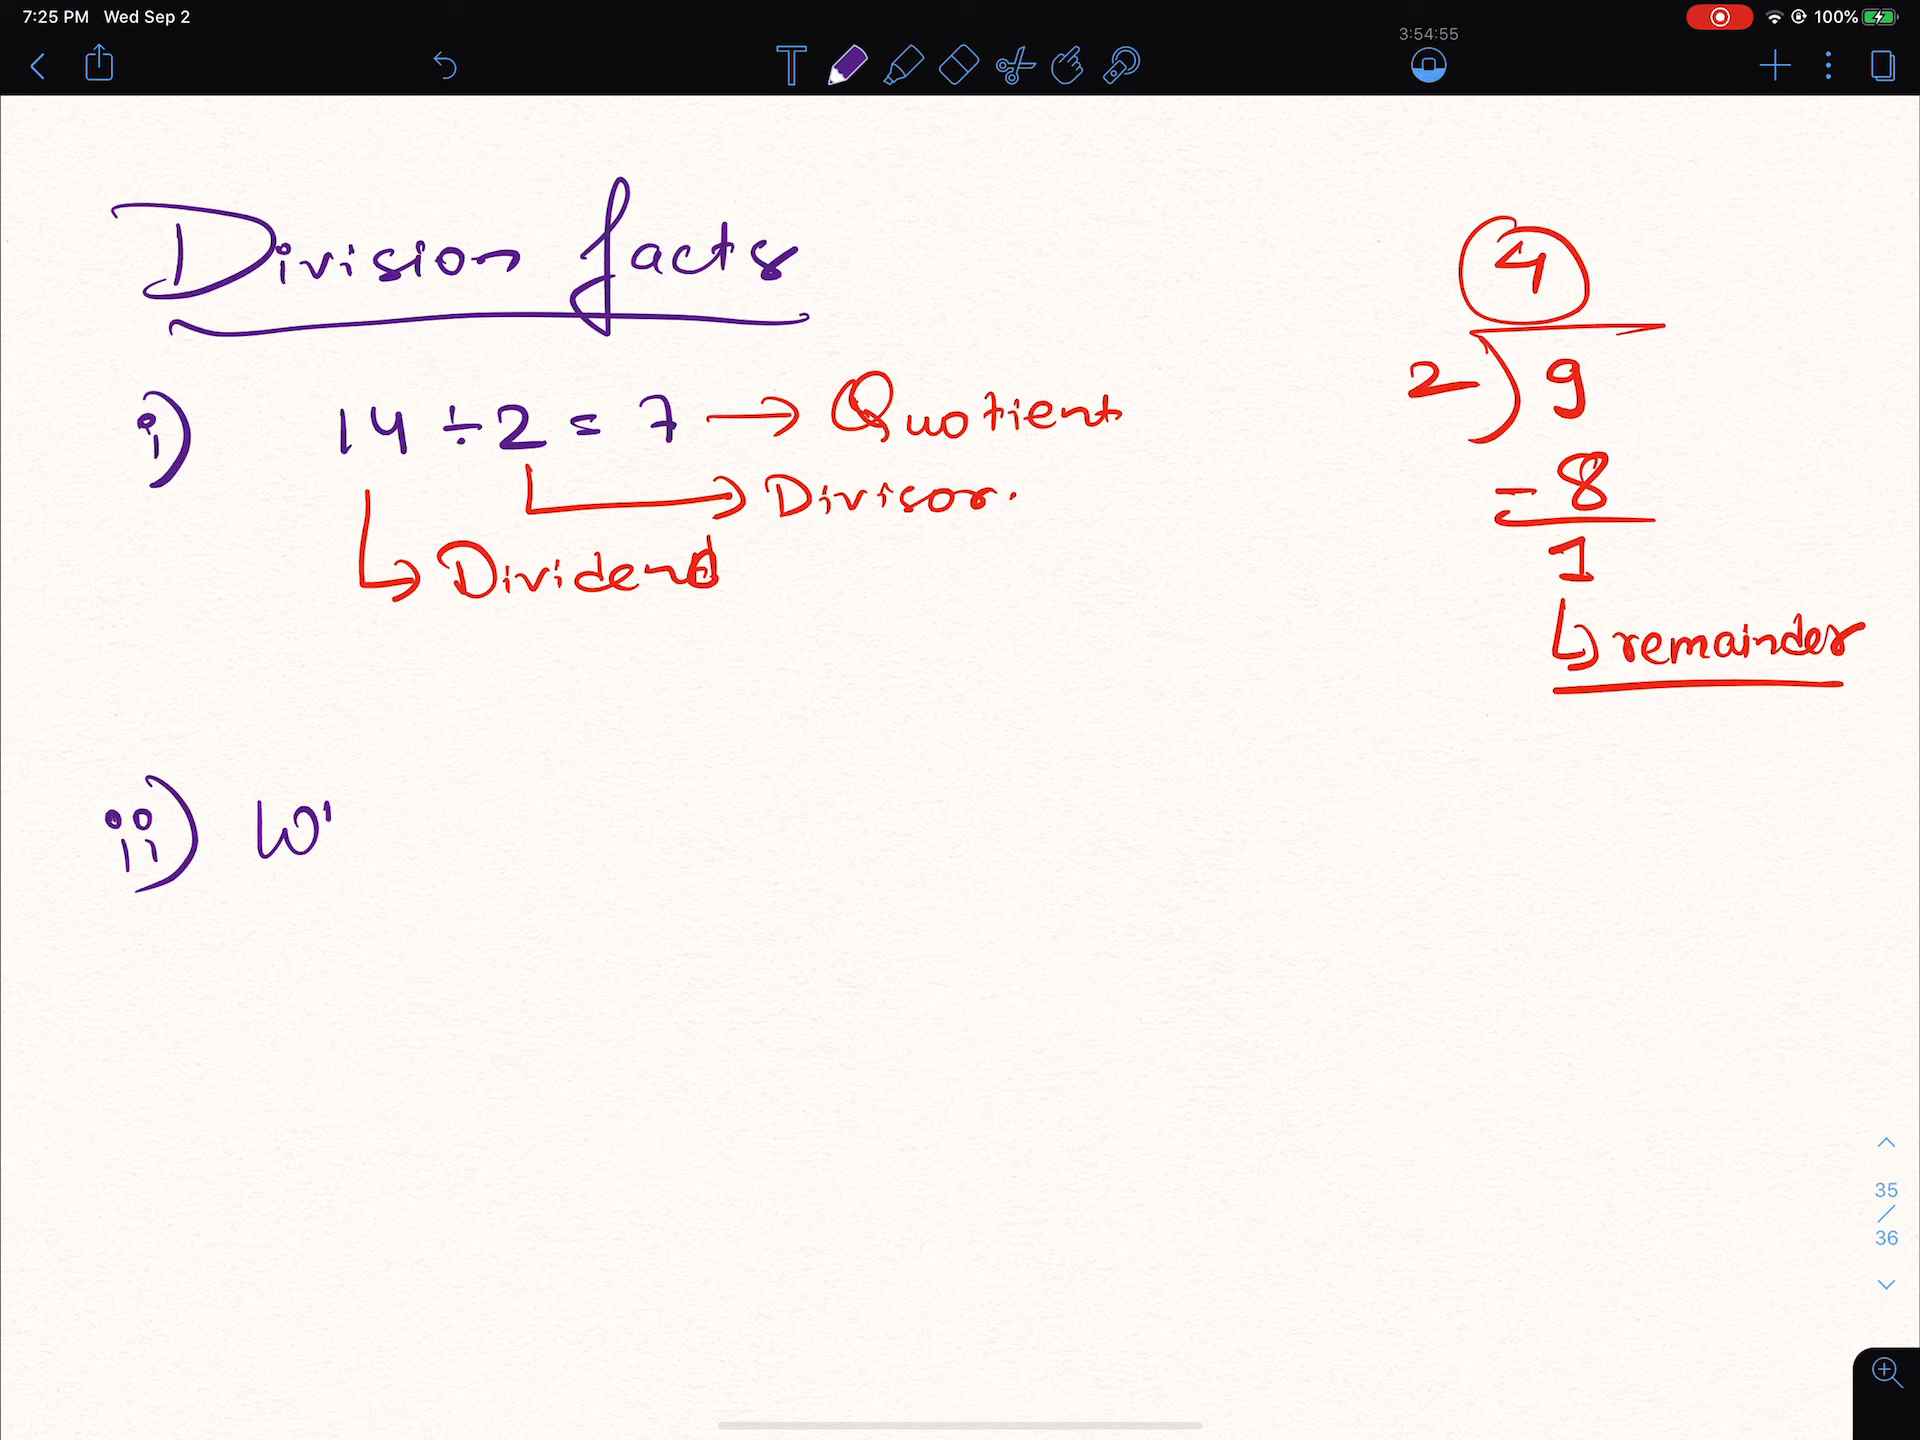 7:25 PM Wed Sep 2
100%
3:54:55
Division facts
i) 14 ÷ 2 = 7 → Quotient
Divisor.
Dividend
4
2 ) 9
- 8
1
remainder
ii)
35
/
36